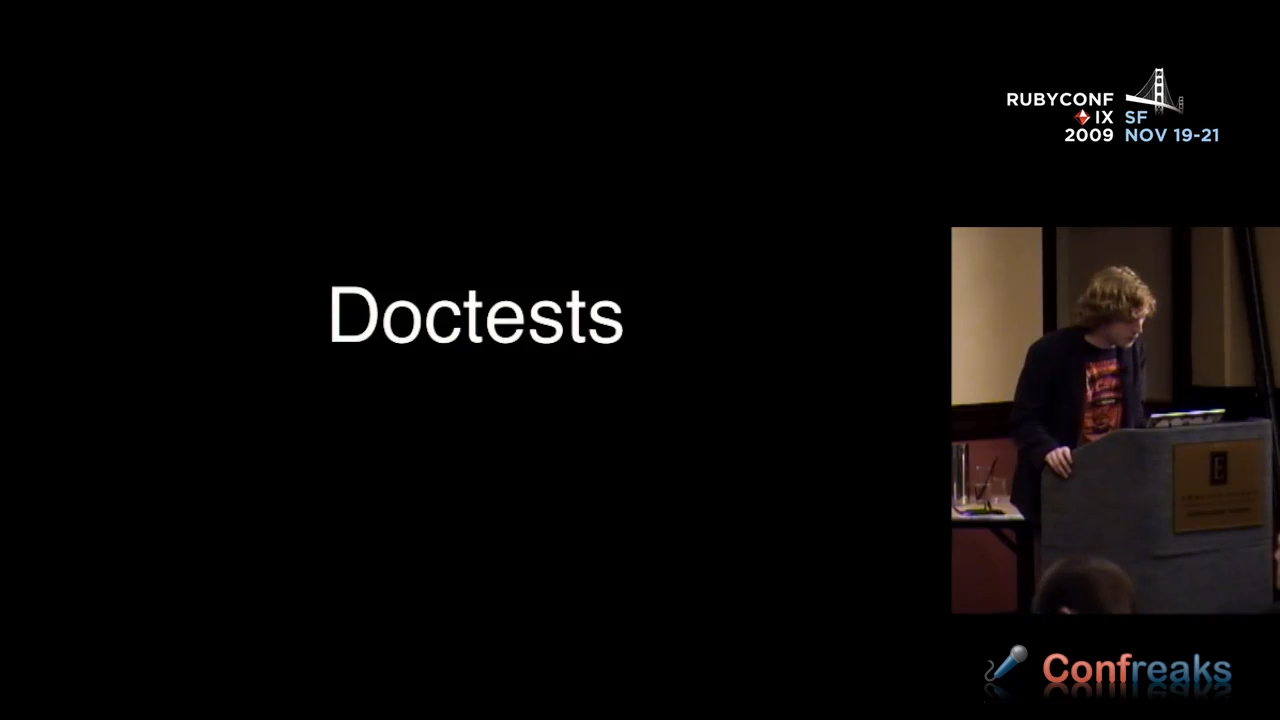 RUBYCONF
IX SF
2009 NOV 19-21
Doctests
E
Confreaks